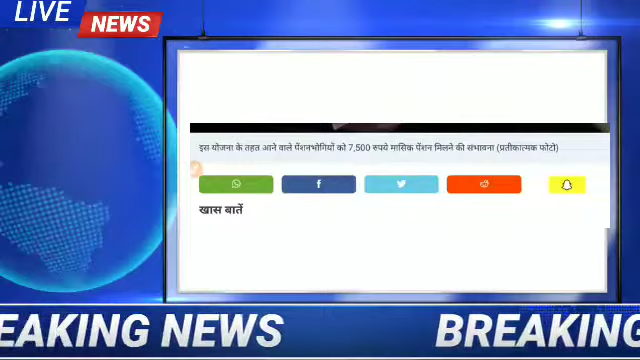 LIVE
NEWS
इस योजना के तहत आने वाले पेंशनभोगियों को 7,500 रुपये मासिक पेंशन मिलने की संभावना (प्रतीकात्मक फोटो)
f
खास बातें
EAKING NEWS BREAKING